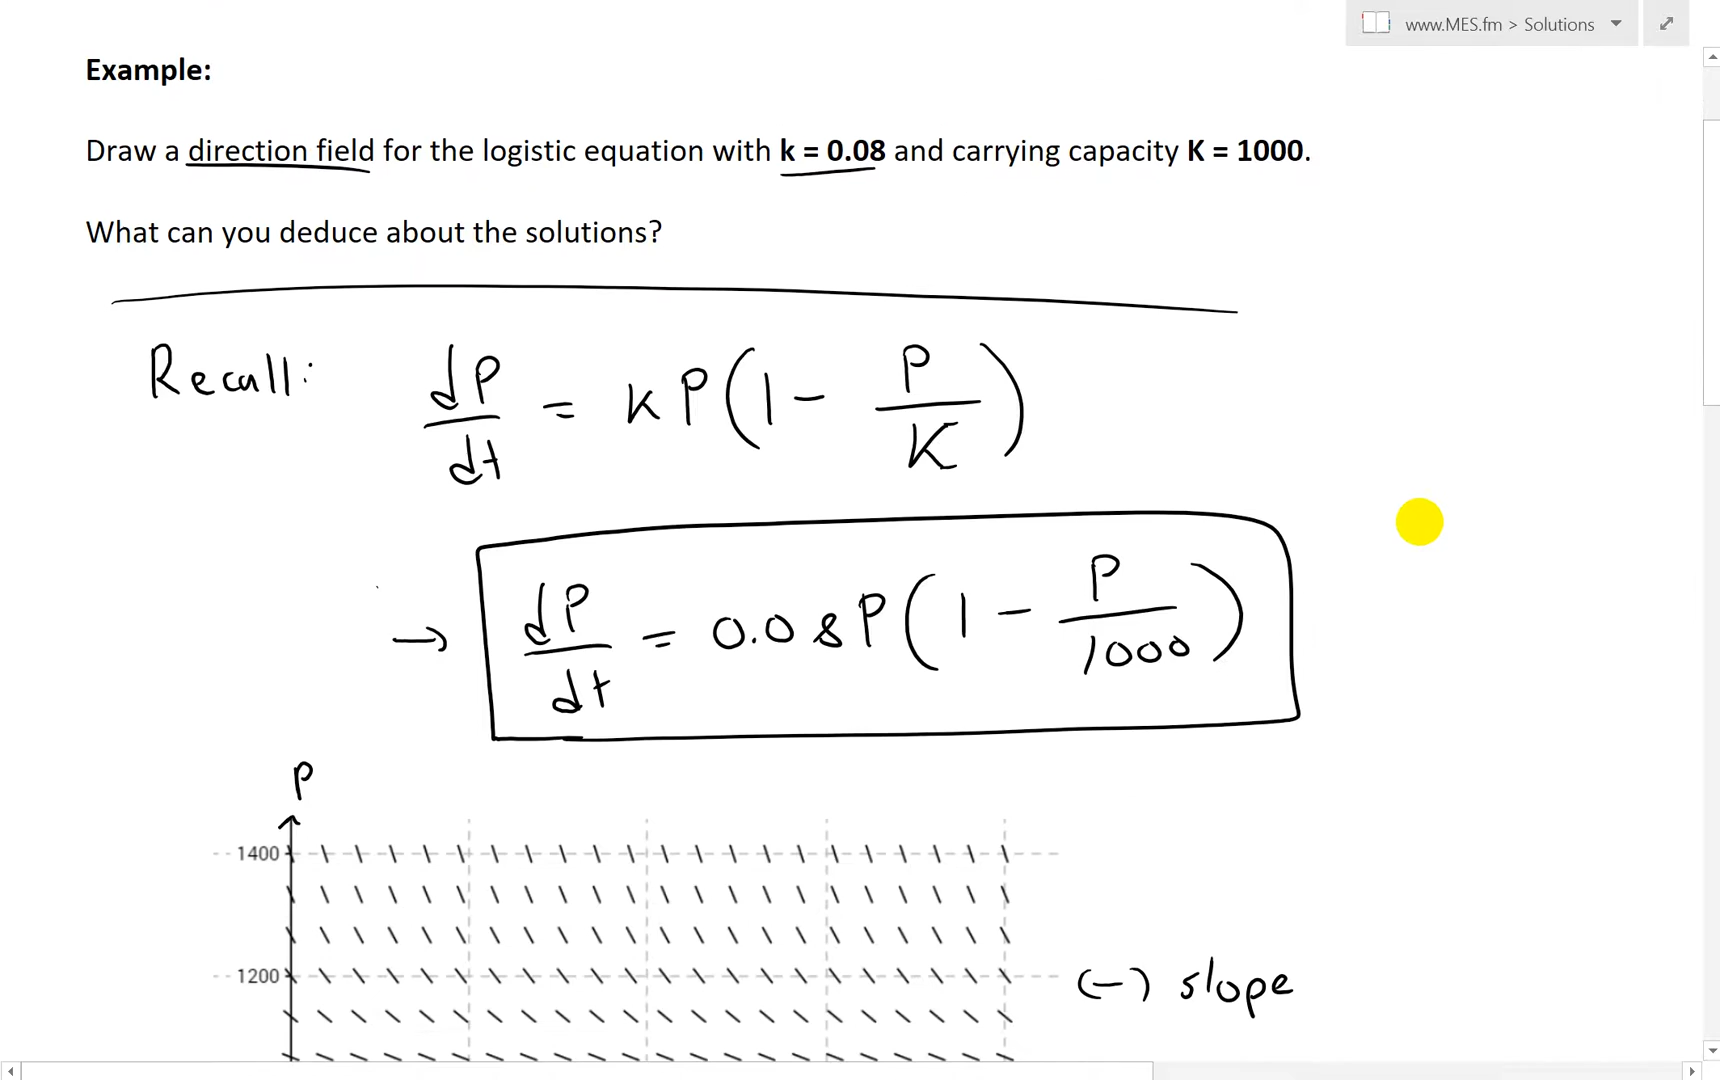 www.MES.fm > Solutions
Example:
Draw a direction field for the logistic equation with k = 0.08 and carrying capacity K = 1000.
What can you deduce about the solutions?
Recall: dP/dt = kP(1 - P/K)
→ dP/dt = 0.08P(1 - P/1000)
P
1400
1200
(-) slope